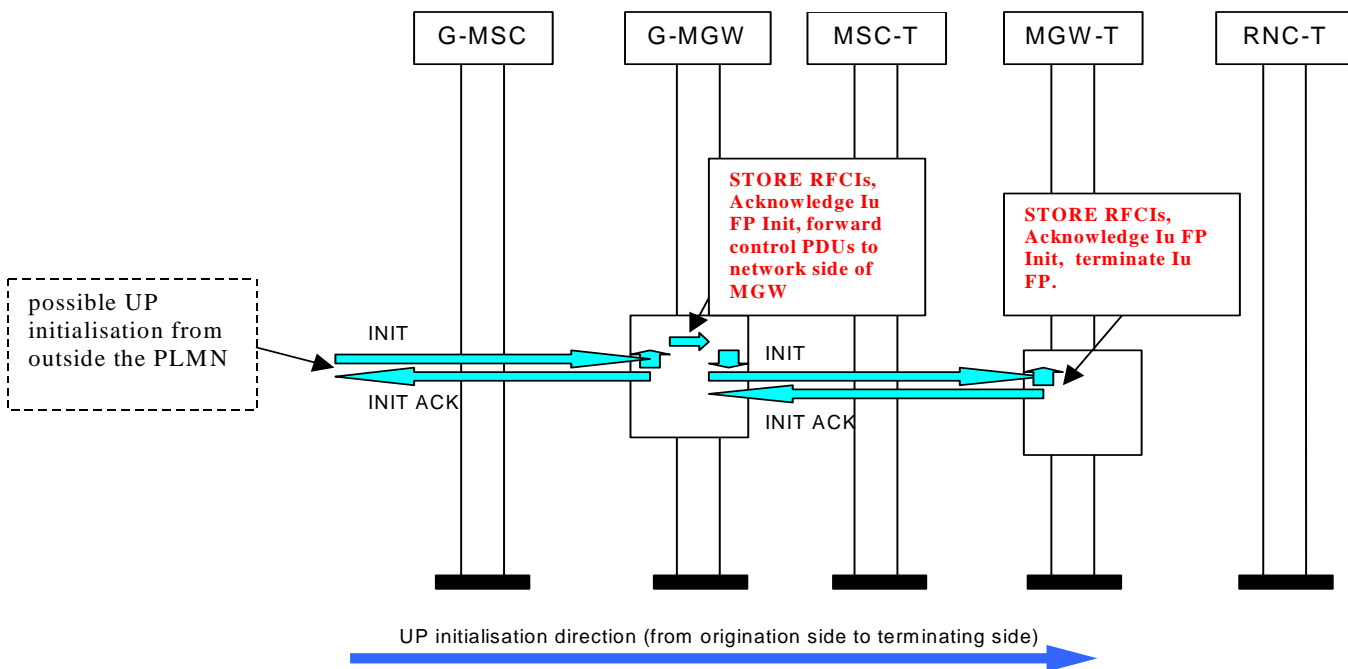 G-MSC
G-MGW
MSC-T
MGW-T
RNC-T
STORE RFCIs,
Acknowledge Iu
FP Init, forward
control PDUs to
network side of
MGW
STORE RFCIs,
Acknowledge Iu FP
Init, terminate Iu
FP.
possible UP
initialisation from
outside the PLMN
INIT
INIT ACK
INIT
INIT ACK
UP initialisation direction (from origination side to terminating side)